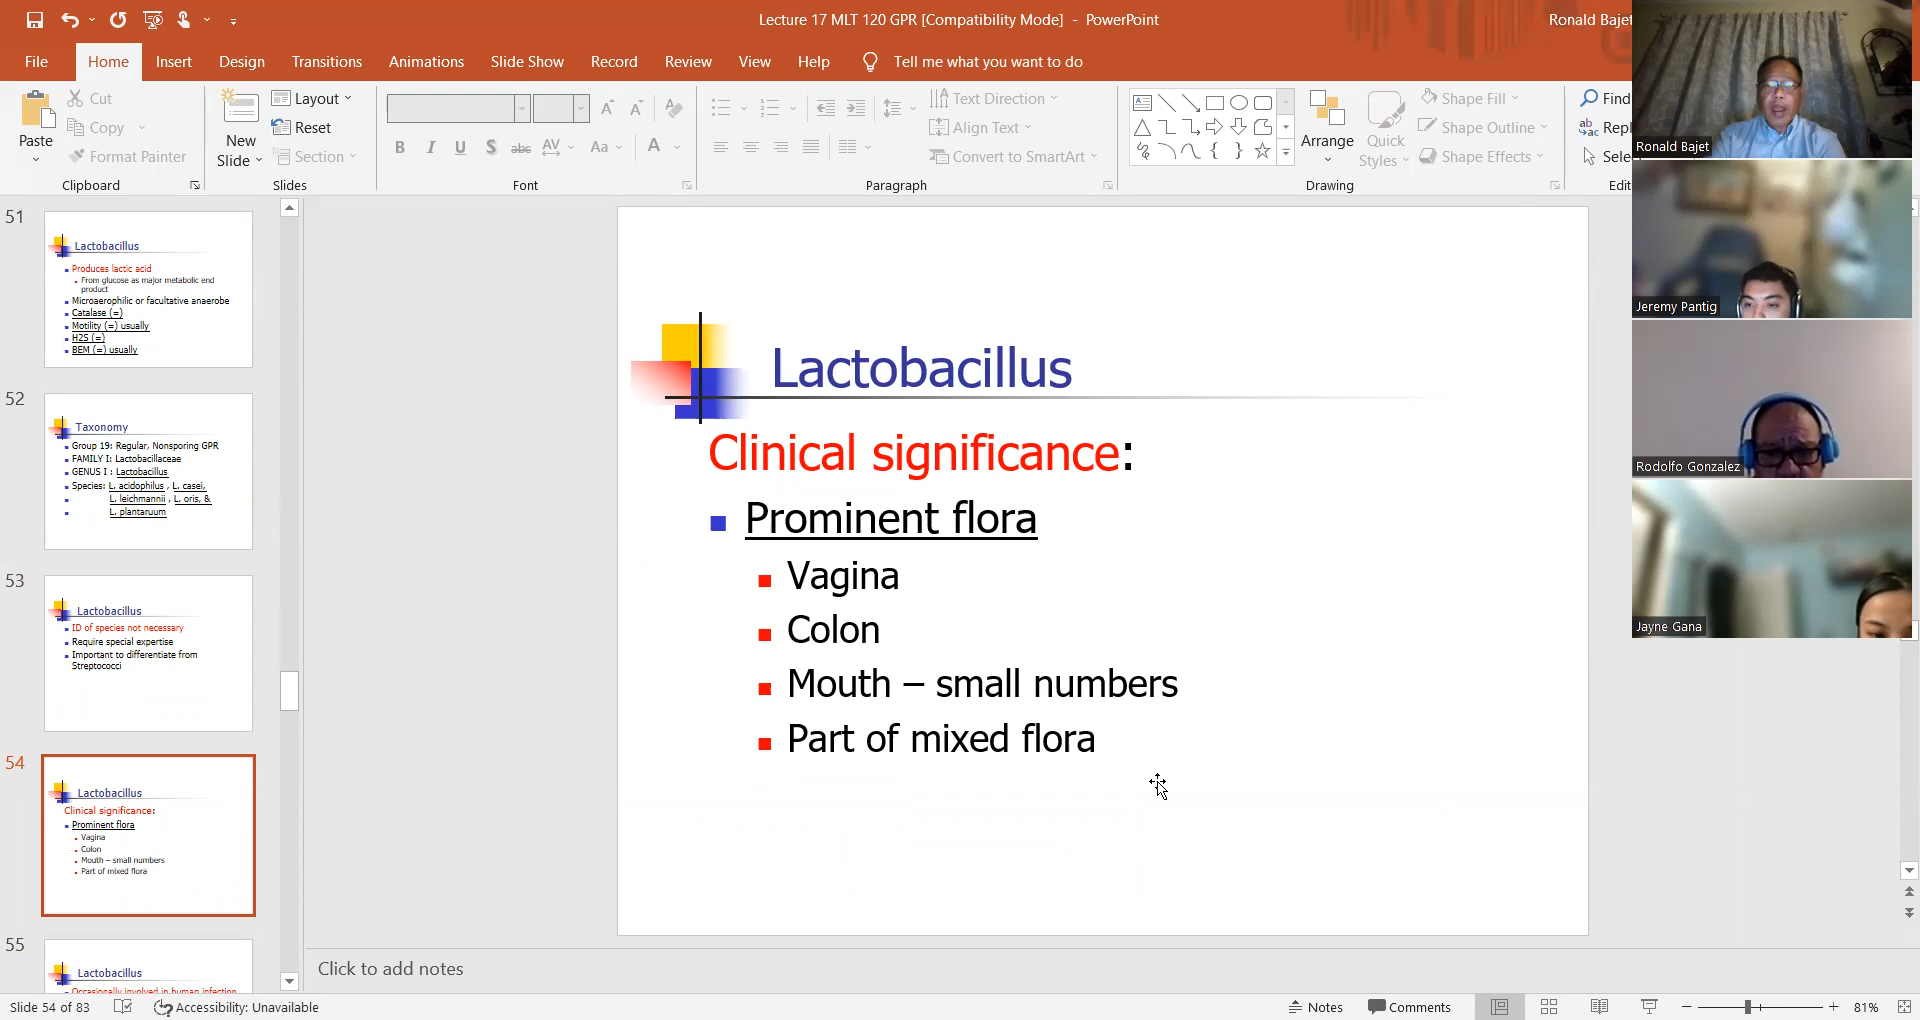 Lecture 17 MLT 120 GPR [Compatibility Mode] - PowerPoint
Ronald Bajet
File Home Insert Design Transitions Animations Slide Show Record Review View Help Tell me what you want to do
Paste
Cut
Copy
Format Painter
Clipboard
New
Slide
Layout
Reset
Section
Slides
B I U S abc AV Aa A
Font
Text Direction
Align Text
Convert to SmartArt
Paragraph
Arrange
Quick
Styles
Shape Fill
Shape Outline
Shape Effects
Drawing
Find
Repl
Sele
Edit
51
Lactobacillus
Produces lactic acid
From glucose as major metabolic end
product
Microaerophilic or facultative anaerobe
Catalase (=)
Motility (=) usually
H2S (=)
BEM (=) usually
52
Taxonomy
Group 19: Regular, Nonsporing GPR
FAMILY I: Lactobacillaceae
GENUS I : Lactobacillus
Species: L. acidophilus , L. casei,
L. leichmannii , L. oris, &
L. plantaruum
53
Lactobacillus
ID of species not necessary
Require special expertise
Important to differentiate from
Streptococci
54
Lactobacillus
Clinical significance:
Prominent flora
Vagina
Colon
Mouth – small numbers
Part of mixed flora
55
Lactobacillus
Occasionally involved in human infection
Lactobacillus
Clinical significance:
Prominent flora
Vagina
Colon
Mouth – small numbers
Part of mixed flora
Click to add notes
Ronald Bajet
Jeremy Pantig
Rodolfo Gonzalez
Jayne Gana
Slide 54 of 83
Accessibility: Unavailable
Notes
Comments
81%